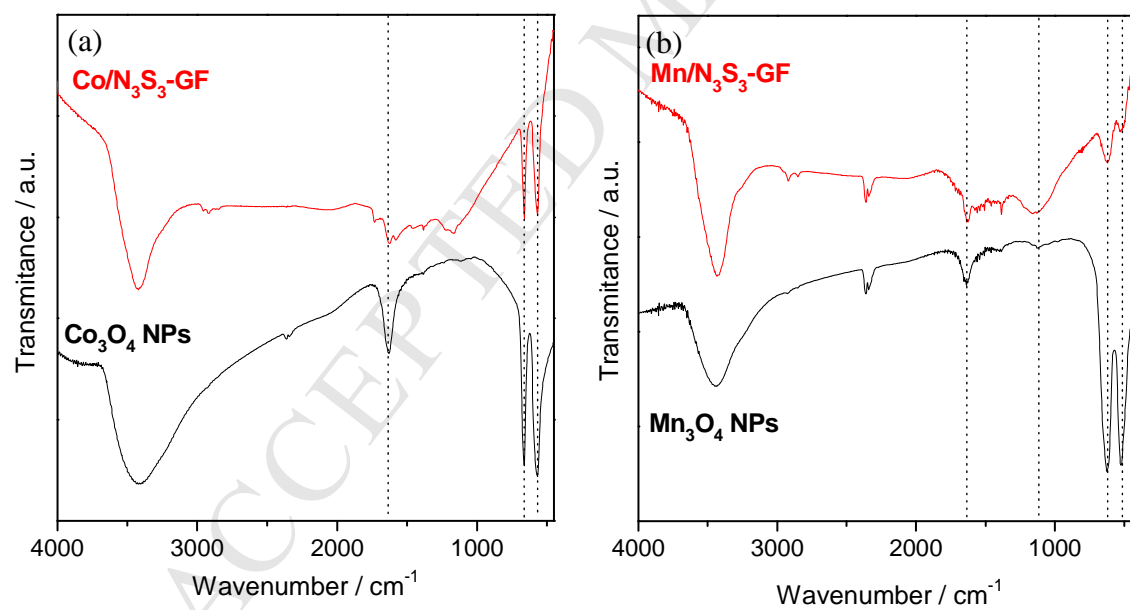 (a)
Co/N₃S₃-GF
Co₃O₄ NPs
Transmitance / a.u.
4000 3000 2000 1000
Wavenumber / cm⁻¹
(b)
Mn/N₃S₃-GF
Mn₃O₄ NPs
Transmitance / a.u.
4000 3000 2000 1000
Wavenumber / cm⁻¹
ACCEPTED M